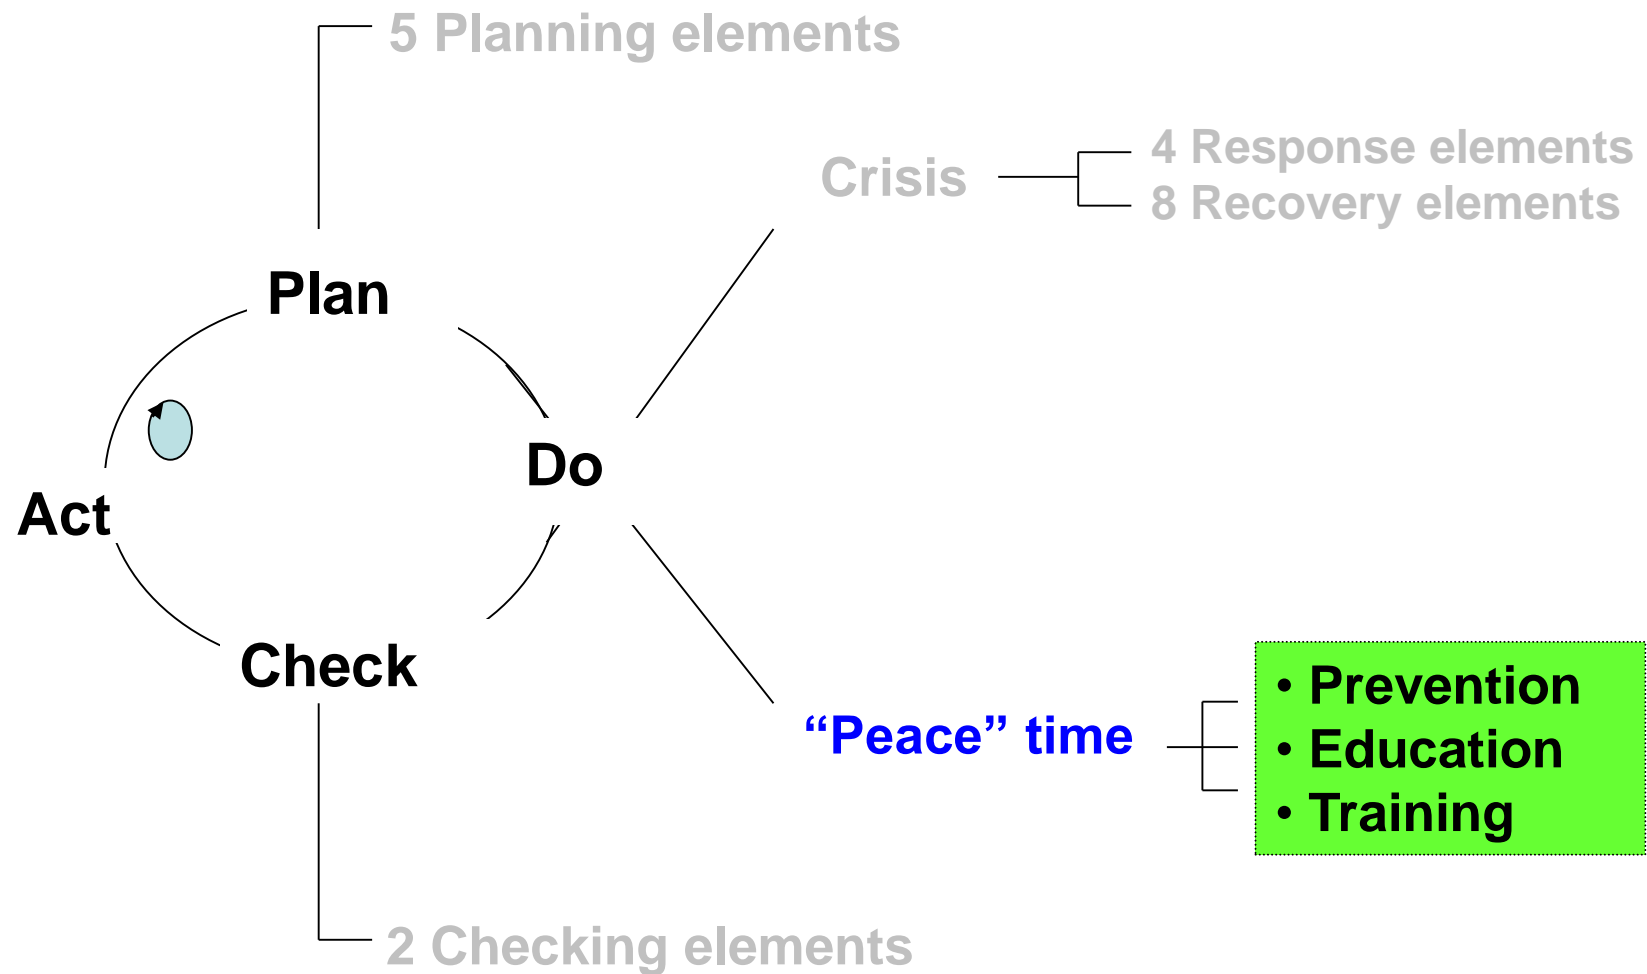 5 Planning elements
4 Response elements
Crisis
8 Recovery elements
Plan
Do
Act
Check
“Peace” time
• Prevention
• Education
• Training
2 Checking elements